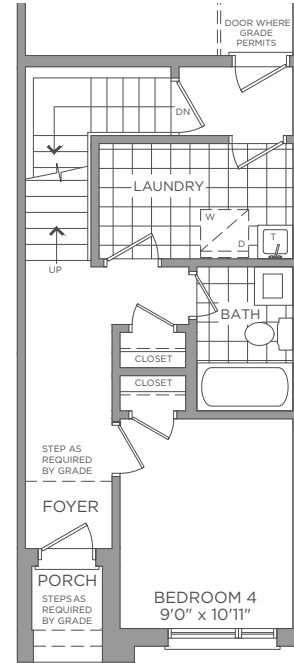 DOOR WHERE
GRADE
PERMITS
DN
LAUNDRY
W
D
T
UP
BATH
CLOSET
CLOSET
STEP AS
REQUIRED
BY GRADE
FOYER
PORCH
STEPS AS
REQUIRED
BY GRADE
BEDROOM 4
9'0" x 10'11"